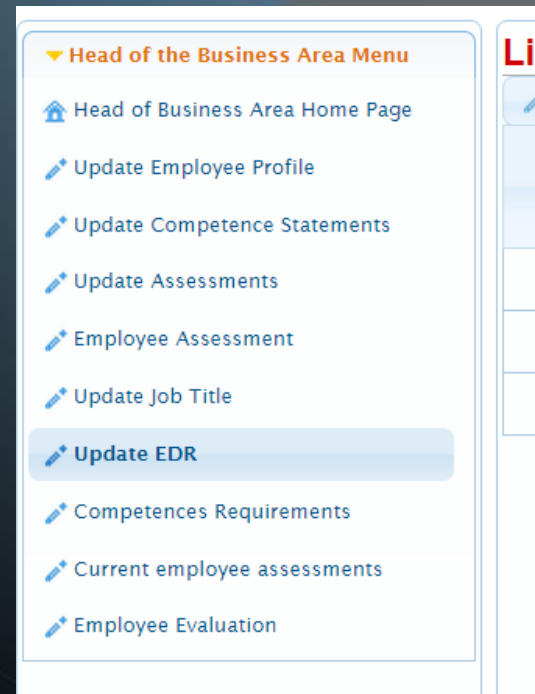 Head of the Business Area Menu
Head of Business Area Home Page
Update Employee Profile
Update Competence Statements
Update Assessments
Employee Assessment
Update Job Title
Update EDR
Competences Requirements
Current employee assessments
Employee Evaluation
Li